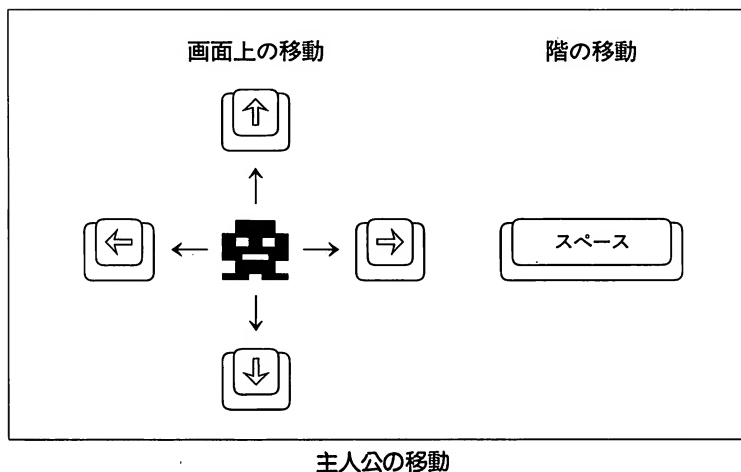 画面上の移動
階の移動
↑
← ← → →
スペース
↓
主人公の移動